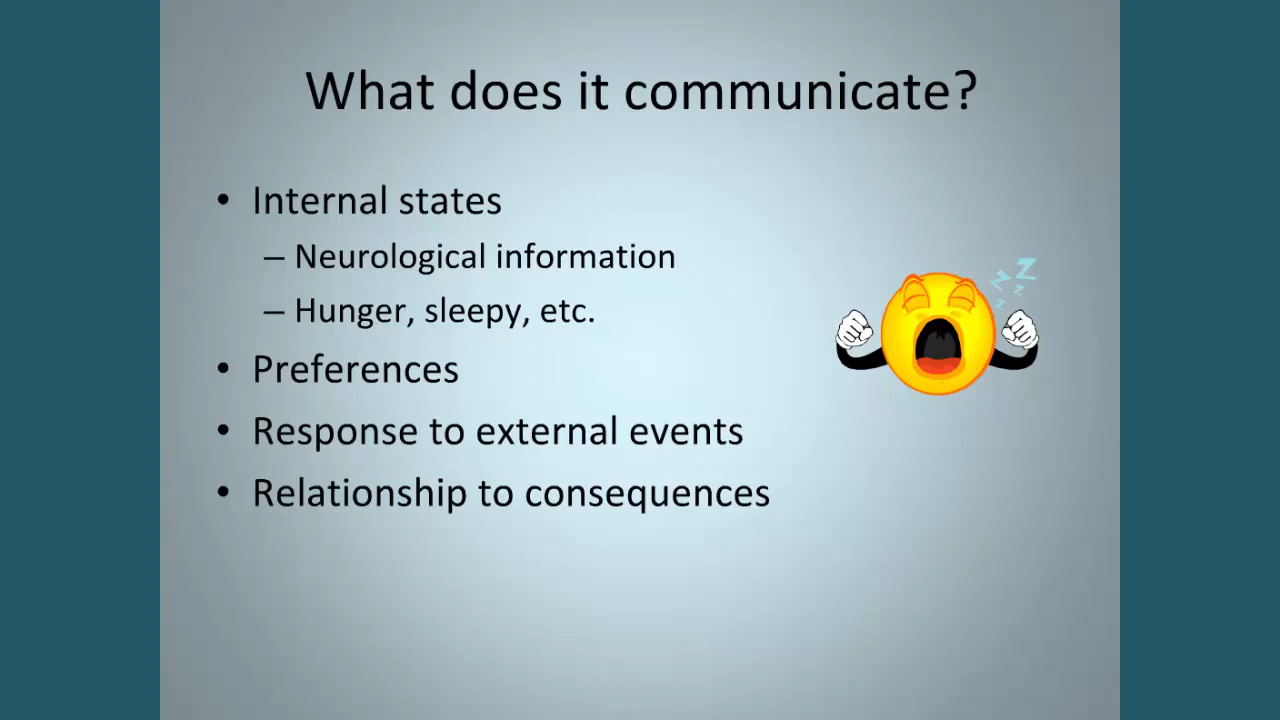 What does it communicate?
• Internal states
– Neurological information
– Hunger, sleepy, etc.
• Preferences
• Response to external events
• Relationship to consequences
Z Z Z Z